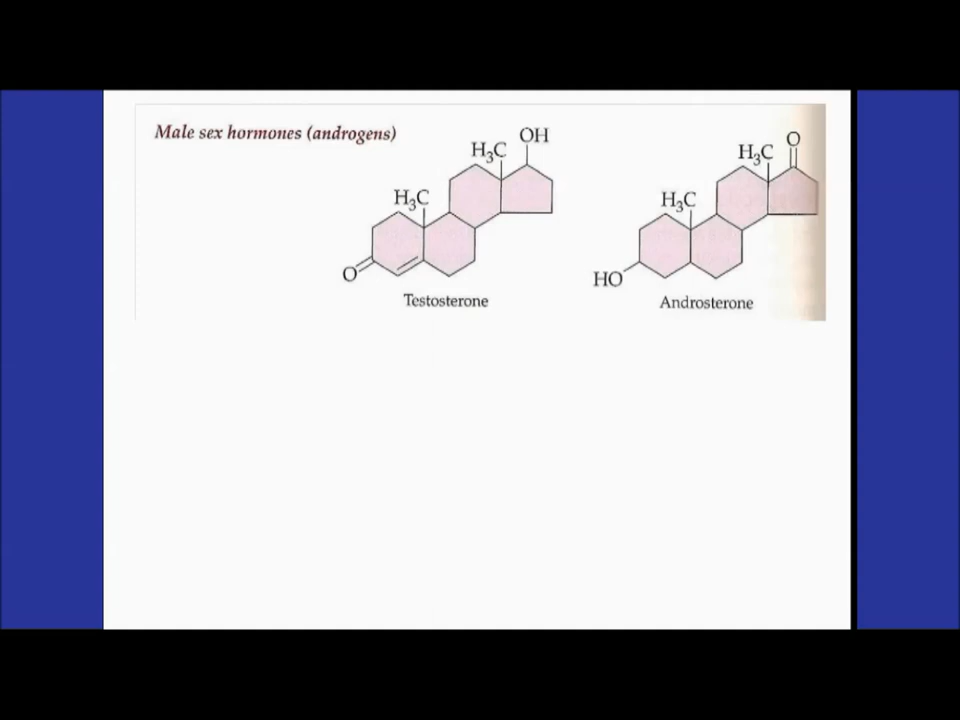 Male sex hormones (androgens)
H3C
OH
H3C
O
Testosterone
H3C
O
H3C
HO
Androsterone